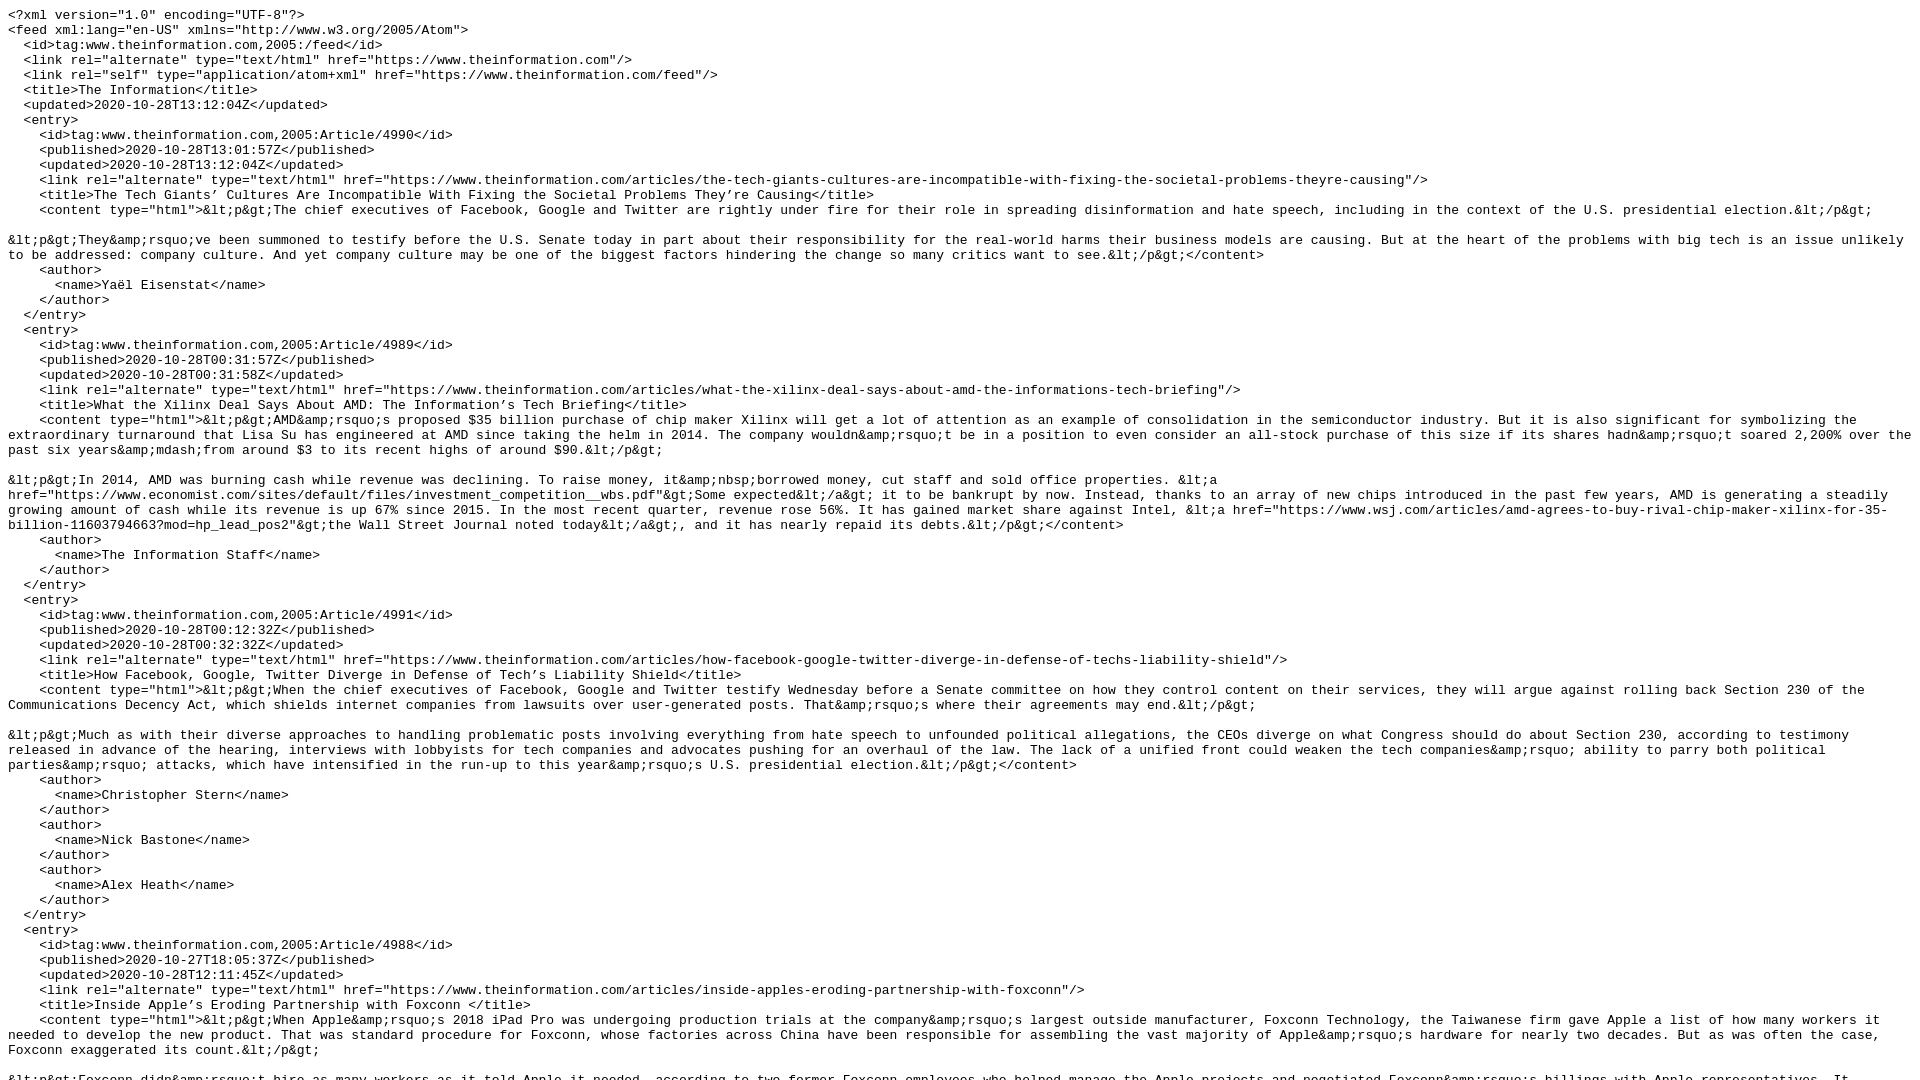 <?xml version="1.0" encoding="UTF-8"?>
<feed xml:lang="en-US" xmlns="http://www.w3.org/2005/Atom">
  <id>tag:www.theinformation.com,2005:/feed</id>
  <link rel="alternate" type="text/html" href="https://www.theinformation.com"/>
  <link rel="self" type="application/atom+xml" href="https://www.theinformation.com/feed"/>
  <title>The Information</title>
  <updated>2020-10-28T13:12:04Z</updated>
  <entry>
    <id>tag:www.theinformation.com,2005:Article/4990</id>
    <published>2020-10-28T13:01:57Z</published>
    <updated>2020-10-28T13:12:04Z</updated>
    <link rel="alternate" type="text/html" href="https://www.theinformation.com/articles/the-tech-giants-cultures-are-incompatible-with-fixing-the-societal-problems-theyre-causing"/>
    <title>The Tech Giants’ Cultures Are Incompatible With Fixing the Societal Problems They’re Causing</title>
    <content type="html">&lt;p&gt;The chief executives of Facebook, Google and Twitter are rightly under fire for their role in spreading disinformation and hate speech, including in the context of the U.S. presidential election.&lt;/p&gt;

&lt;p&gt;They&amp;rsquo;ve been summoned to testify before the U.S. Senate today in part about their responsibility for the real-world harms their business models are causing. But at the heart of the problems with big tech is an issue unlikely
to be addressed: company culture. And yet company culture may be one of the biggest factors hindering the change so many critics want to see.&lt;/p&gt;</content>
    <author>
      <name>Yaël Eisenstat</name>
    </author>
  </entry>
  <entry>
    <id>tag:www.theinformation.com,2005:Article/4989</id>
    <published>2020-10-28T00:31:57Z</published>
    <updated>2020-10-28T00:31:58Z</updated>
    <link rel="alternate" type="text/html" href="https://www.theinformation.com/articles/what-the-xilinx-deal-says-about-amd-the-informations-tech-briefing"/>
    <title>What the Xilinx Deal Says About AMD: The Information’s Tech Briefing</title>
    <content type="html">&lt;p&gt;AMD&amp;rsquo;s proposed $35 billion purchase of chip maker Xilinx will get a lot of attention as an example of consolidation in the semiconductor industry. But it is also significant for symbolizing the
extraordinary turnaround that Lisa Su has engineered at AMD since taking the helm in 2014. The company wouldn&amp;rsquo;t be in a position to even consider an all-stock purchase of this size if its shares hadn&amp;rsquo;t soared 2,200% over the
past six years&amp;mdash;from around $3 to its recent highs of around $90.&lt;/p&gt;

&lt;p&gt;In 2014, AMD was burning cash while revenue was declining. To raise money, it&amp;nbsp;borrowed money, cut staff and sold office properties. &lt;a
href="https://www.economist.com/sites/default/files/investment_competition__wbs.pdf"&gt;Some expected&lt;/a&gt; it to be bankrupt by now. Instead, thanks to an array of new chips introduced in the past few years, AMD is generating a steadily
growing amount of cash while its revenue is up 67% since 2015. In the most recent quarter, revenue rose 56%. It has gained market share against Intel, &lt;a href="https://www.wsj.com/articles/amd-agrees-to-buy-rival-chip-maker-xilinx-for-35-
billion-11603794663?mod=hp_lead_pos2"&gt;the Wall Street Journal noted today&lt;/a&gt;, and it has nearly repaid its debts.&lt;/p&gt;</content>
    <author>
      <name>The Information Staff</name>
    </author>
  </entry>
  <entry>
    <id>tag:www.theinformation.com,2005:Article/4991</id>
    <published>2020-10-28T00:12:32Z</published>
    <updated>2020-10-28T00:32:32Z</updated>
    <link rel="alternate" type="text/html" href="https://www.theinformation.com/articles/how-facebook-google-twitter-diverge-in-defense-of-techs-liability-shield"/>
    <title>How Facebook, Google, Twitter Diverge in Defense of Tech’s Liability Shield</title>
    <content type="html">&lt;p&gt;When the chief executives of Facebook, Google and Twitter testify Wednesday before a Senate committee on how they control content on their services, they will argue against rolling back Section 230 of the
Communications Decency Act, which shields internet companies from lawsuits over user-generated posts. That&amp;rsquo;s where their agreements may end.&lt;/p&gt;

&lt;p&gt;Much as with their diverse approaches to handling problematic posts involving everything from hate speech to unfounded political allegations, the CEOs diverge on what Congress should do about Section 230, according to testimony
released in advance of the hearing, interviews with lobbyists for tech companies and advocates pushing for an overhaul of the law. The lack of a unified front could weaken the tech companies&amp;rsquo; ability to parry both political
parties&amp;rsquo; attacks, which have intensified in the run-up to this year&amp;rsquo;s U.S. presidential election.&lt;/p&gt;</content>
    <author>
      <name>Christopher Stern</name>
    </author>
    <author>
      <name>Nick Bastone</name>
    </author>
    <author>
      <name>Alex Heath</name>
    </author>
  </entry>
  <entry>
    <id>tag:www.theinformation.com,2005:Article/4988</id>
    <published>2020-10-27T18:05:37Z</published>
    <updated>2020-10-28T12:11:45Z</updated>
    <link rel="alternate" type="text/html" href="https://www.theinformation.com/articles/inside-apples-eroding-partnership-with-foxconn"/>
    <title>Inside Apple’s Eroding Partnership with Foxconn </title>
    <content type="html">&lt;p&gt;When Apple&amp;rsquo;s 2018 iPad Pro was undergoing production trials at the company&amp;rsquo;s largest outside manufacturer, Foxconn Technology, the Taiwanese firm gave Apple a list of how many workers it
needed to develop the new product. That was standard procedure for Foxconn, whose factories across China have been responsible for assembling the vast majority of Apple&amp;rsquo;s hardware for nearly two decades. But as was often the case,
Foxconn exaggerated its count.&lt;/p&gt;

&lt;p&gt;Foxconn didn&amp;rsquo;t hire as many workers as it told Apple it needed, according to two former Foxconn employees who helped manage the Apple projects and negotiated Foxconn&amp;rsquo;s billings with Apple representatives. It